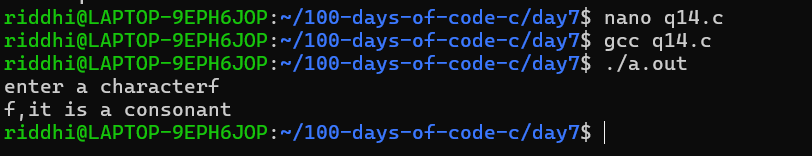 riddhi@LAPTOP-9EPH6JOP:~/100-days-of-code-c/day7$ nano q14.c
riddhi@LAPTOP-9EPH6JOP:~/100-days-of-code-c/day7$ gcc q14.c
riddhi@LAPTOP-9EPH6JOP:~/100-days-of-code-c/day7$ ./a.out
enter a characterf
f,it is a consonant
riddhi@LAPTOP-9EPH6JOP:~/100-days-of-code-c/day7$